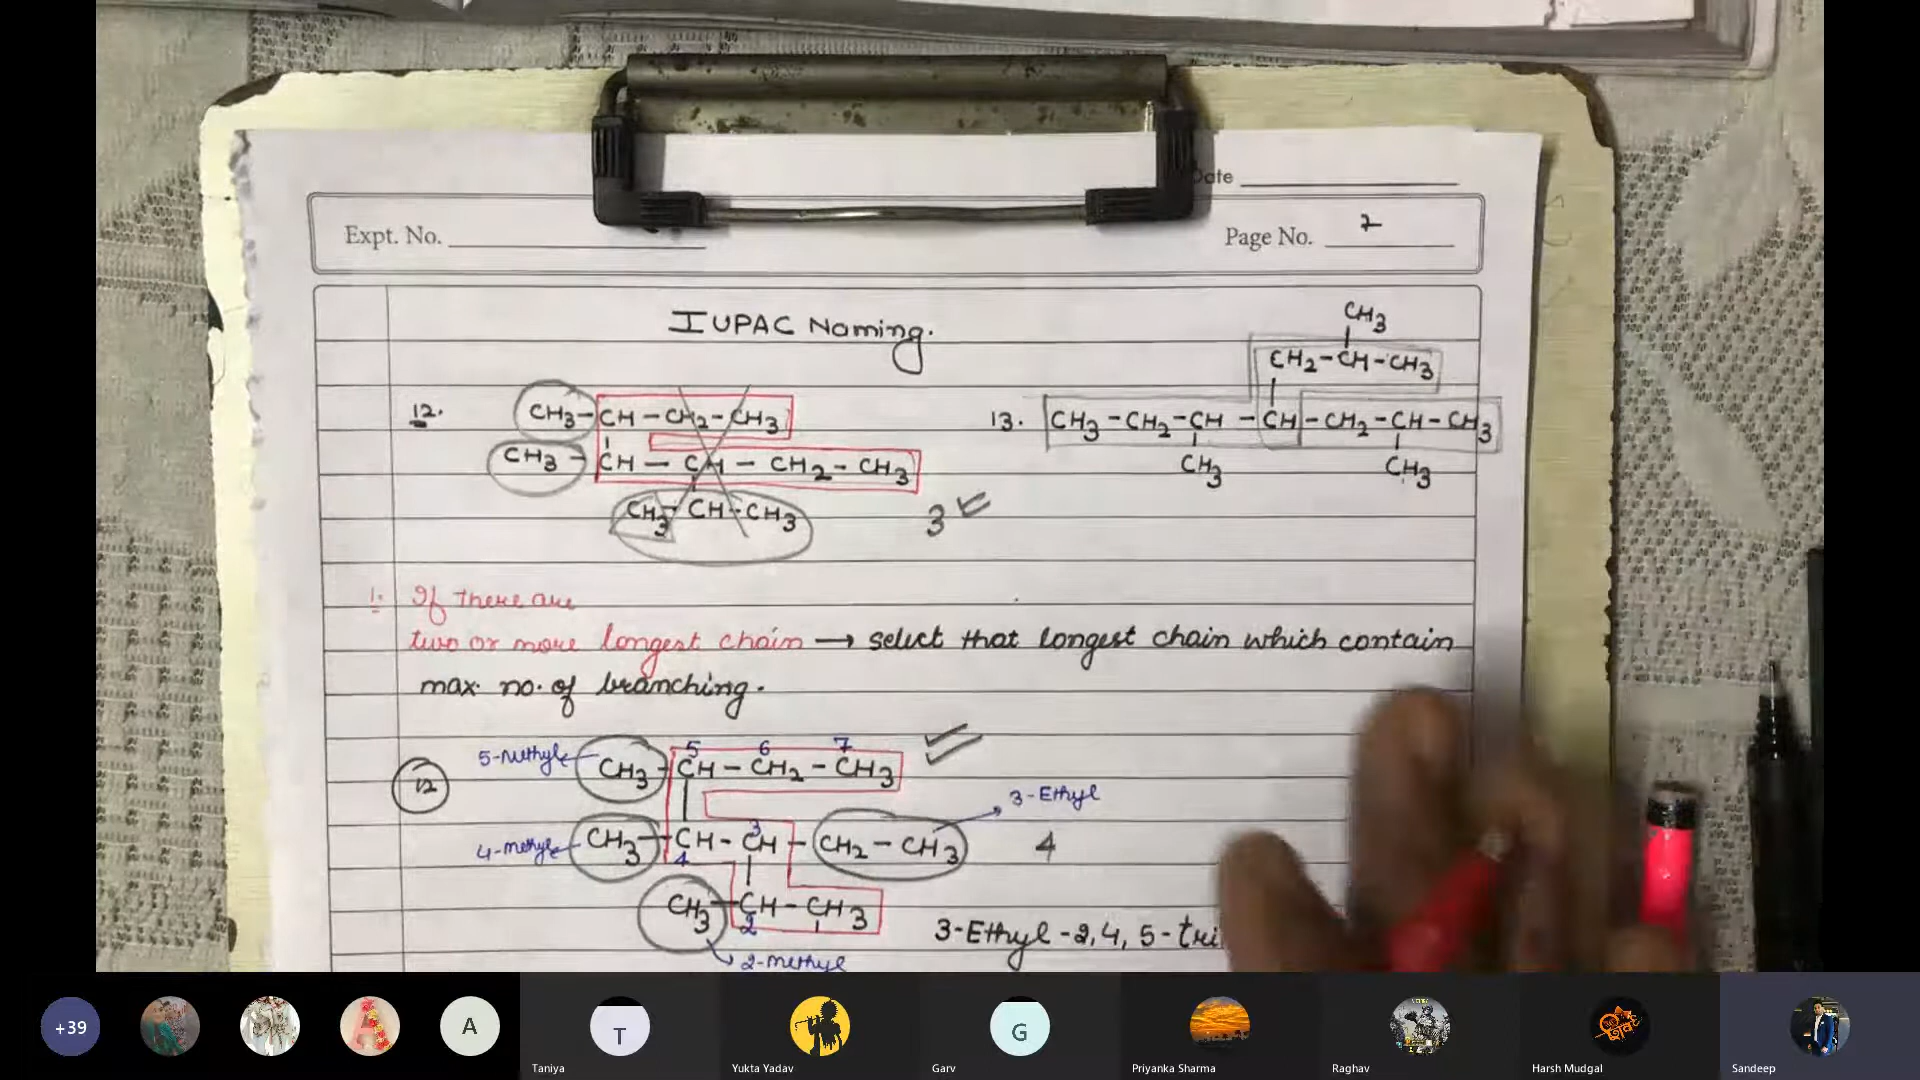 Date
Expt. No.
Page No. 7
IUPAC Naming.
12.
CH3-CH-CH2-CH3
CH3-CH-CH-CH2-CH3
CH3-CH-CH3
3
13.
CH3
CH2-CH-CH3
CH3-CH2-CH-CH-CH2-CH-CH3
CH3 CH3
1. If there are
two or more longest chain → select that longest chain which contain
max. no. of branching.
12
5-methyl
5 6 7
CH3-CH-CH2-CH3
3-Ethyl
4-methyl
3
CH3-CH-CH-CH2-CH3
4
4
CH3-CH-CH3
2
2-methyl
3-Ethyl-2,4,5-tri
+39
A
T
G
Taniya
Yukta Yadav
Garv
Priyanka Sharma
Raghav
Harsh Mudgal
Sandeep